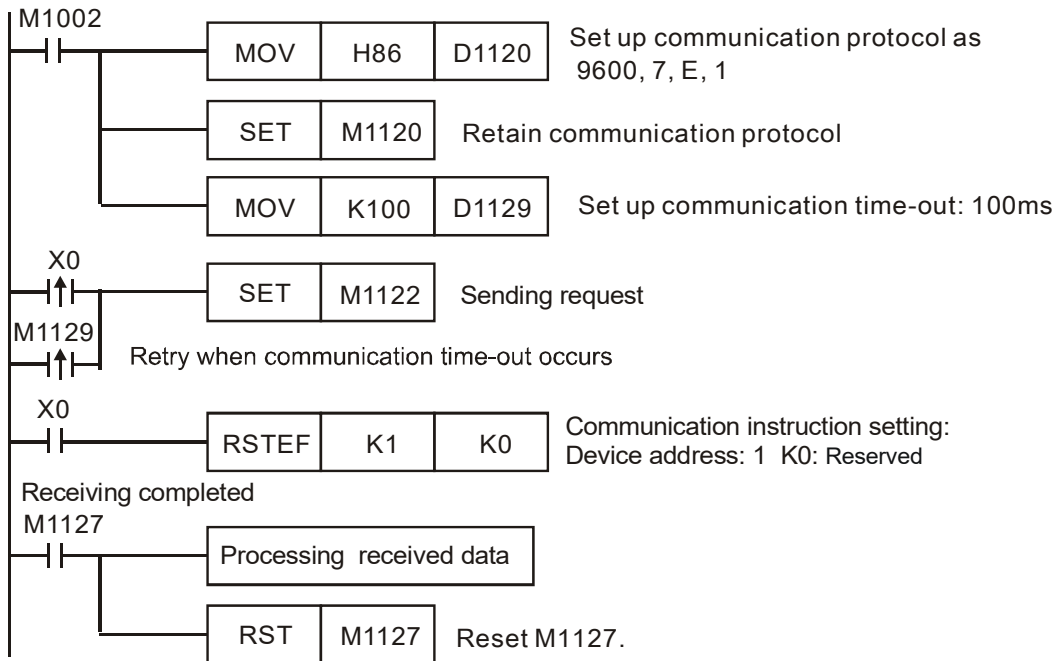 M1002
MOV H86 D1120 Set up communication protocol as
9600, 7, E, 1
SET M1120 Retain communication protocol
MOV K100 D1129 Set up communication time-out: 100ms
X0
SET M1122 Sending request
M1129
Retry when communication time-out occurs
X0
RSTEF K1 K0 Communication instruction setting:
Device address: 1 K0: Reserved
Receiving completed
M1127
Processing received data
RST M1127 Reset M1127.